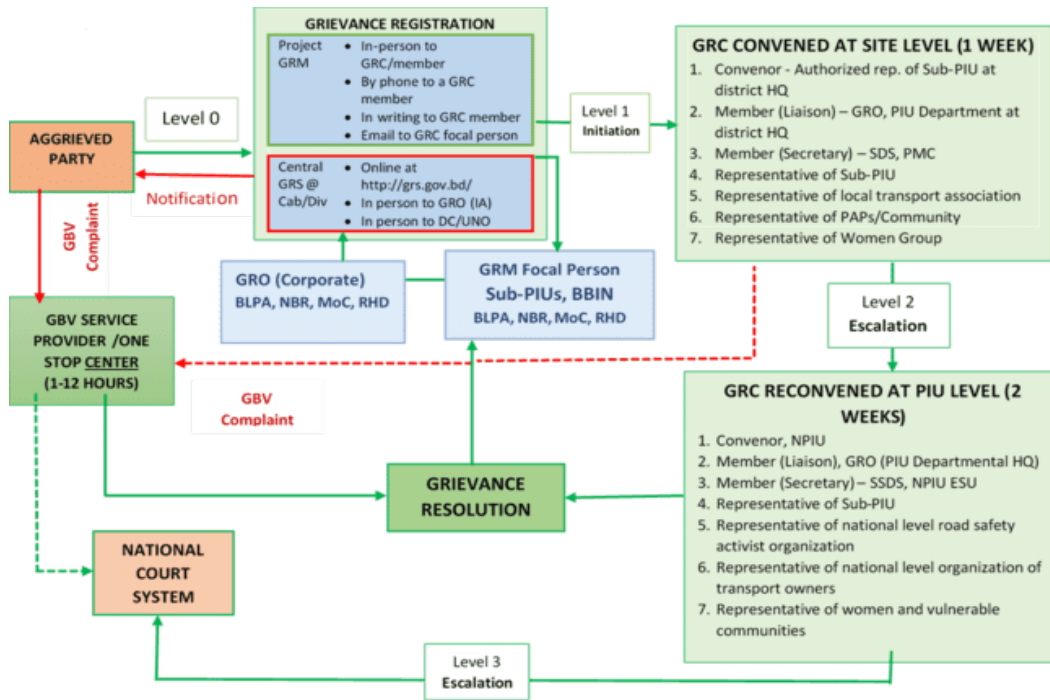 GRIEVANCE REGISTRATION
Project
GRM
• In-person to
GRC/member
• By phone to a GRC
member
• In writing to GRC member
• Email to GRC focal person
Central
GRS @
Cab/Div
• Online at
http://grs.gov.bd/
• In person to GRO (IA)
• In person to DC/UNO
Level 0
AGGRIEVED
PARTY
Notification
GBV
Complaint
Level 1
Initiation
GRC CONVENED AT SITE LEVEL (1 WEEK)
1. Convenor - Authorized rep. of Sub-PIU at
district HQ
2. Member (Liaison) – GRO, PIU Department at
district HQ
3. Member (Secretary) – SDS, PMC
4. Representative of Sub-PIU
5. Representative of local transport association
6. Representative of PAPs/Community
7. Representative of Women Group
GRO (Corporate)
BLPA, NBR, MoC, RHD
GRM Focal Person
Sub-PIUs, BBIN
BLPA, NBR, MoC, RHD
Level 2
Escalation
GBV SERVICE
PROVIDER /ONE
STOP CENTER
(1-12 HOURS)
GBV
Complaint
GRC RECONVENED AT PIU LEVEL (2
WEEKS)
1. Convenor, NPIU
2. Member (Liaison), GRO (PIU Departmental HQ)
3. Member (Secretary) – SSDS, NPIU ESU
4. Representative of Sub-PIU
5. Representative of national level road safety
activist organization
6. Representative of national level organization of
transport owners
7. Representative of women and vulnerable
communities
GRIEVANCE
RESOLUTION
NATIONAL
COURT
SYSTEM
Level 3
Escalation